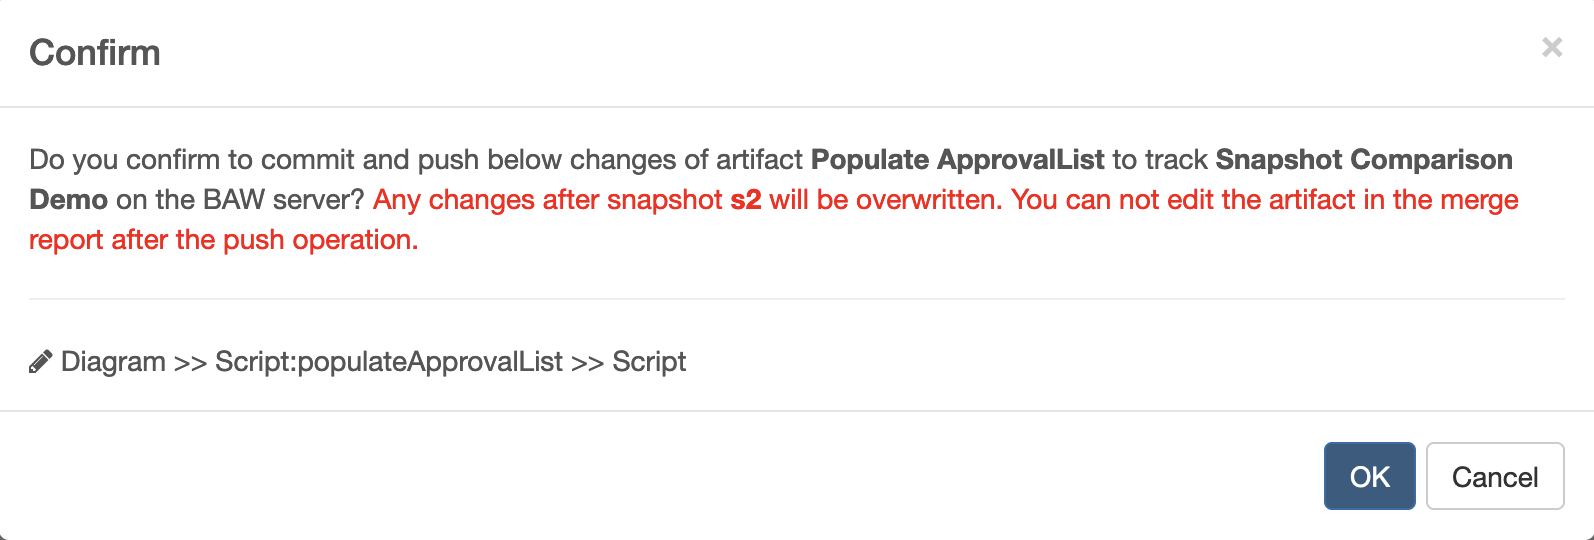 Confirm
×
Do you confirm to commit and push below changes of artifact Populate ApprovalList to track Snapshot Comparison
Demo on the BAW server? Any changes after snapshot s2 will be overwritten. You can not edit the artifact in the merge
report after the push operation.
Diagram >> Script:populateApprovalList >> Script
OK Cancel